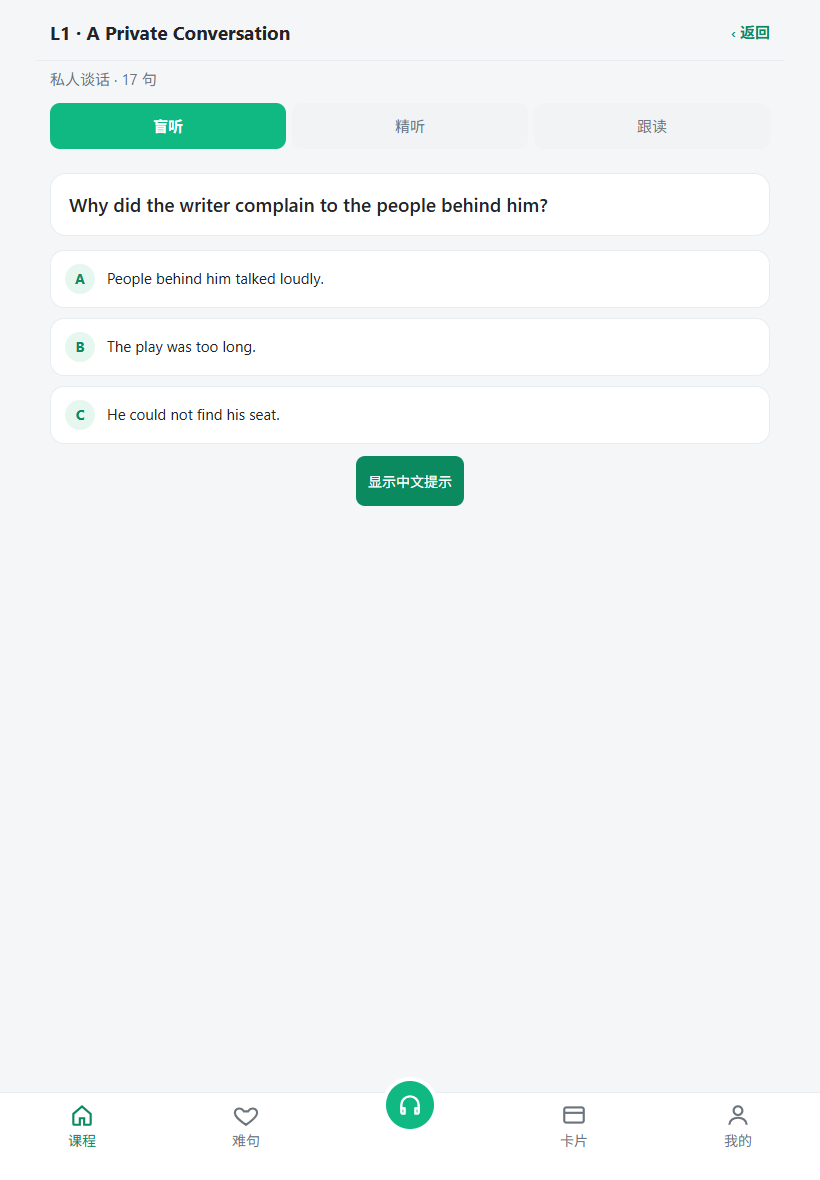 L1 · A Private Conversation
‹ 返回
私人谈话 · 17 句
盲听
精听
跟读
Why did the writer complain to the people behind him?
A People behind him talked loudly.
B The play was too long.
C He could not find his seat.
显示中文提示
课程
难句
卡片
我的